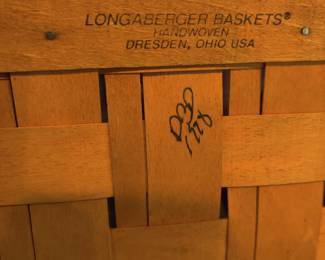 LONGABERGER BASKETS®
HANDWOVEN
DRESDEN, OHIO USA